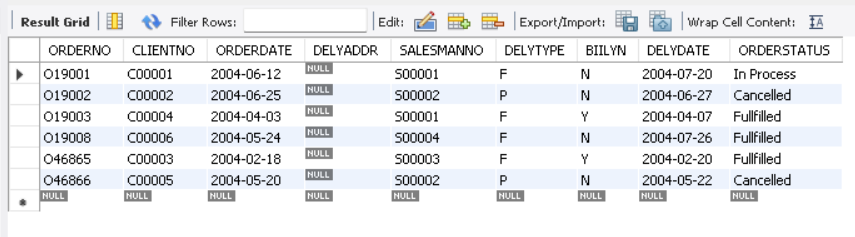 Result Grid Filter Rows: Edit: Export/Import: Wrap Cell Content: IA
ORDERNO CLIENTNO ORDERDATE DELYADDR SALESMANNO DELYTYPE BIILYN DELYDATE ORDERSTATUS
O19001 C00001 2004-06-12 NULL S00001 F N 2004-07-20 In Process
O19002 C00002 2004-06-25 NULL S00002 P N 2004-06-27 Cancelled
O19003 C00004 2004-04-03 NULL S00001 F Y 2004-04-07 Fullfilled
O19008 C00006 2004-05-24 NULL S00004 F N 2004-07-26 Fullfilled
O46865 C00003 2004-02-18 NULL S00003 F Y 2004-02-20 Fullfilled
O46866 C00005 2004-05-20 NULL S00002 P N 2004-05-22 Cancelled
NULL NULL NULL NULL NULL NULL NULL NULL NULL